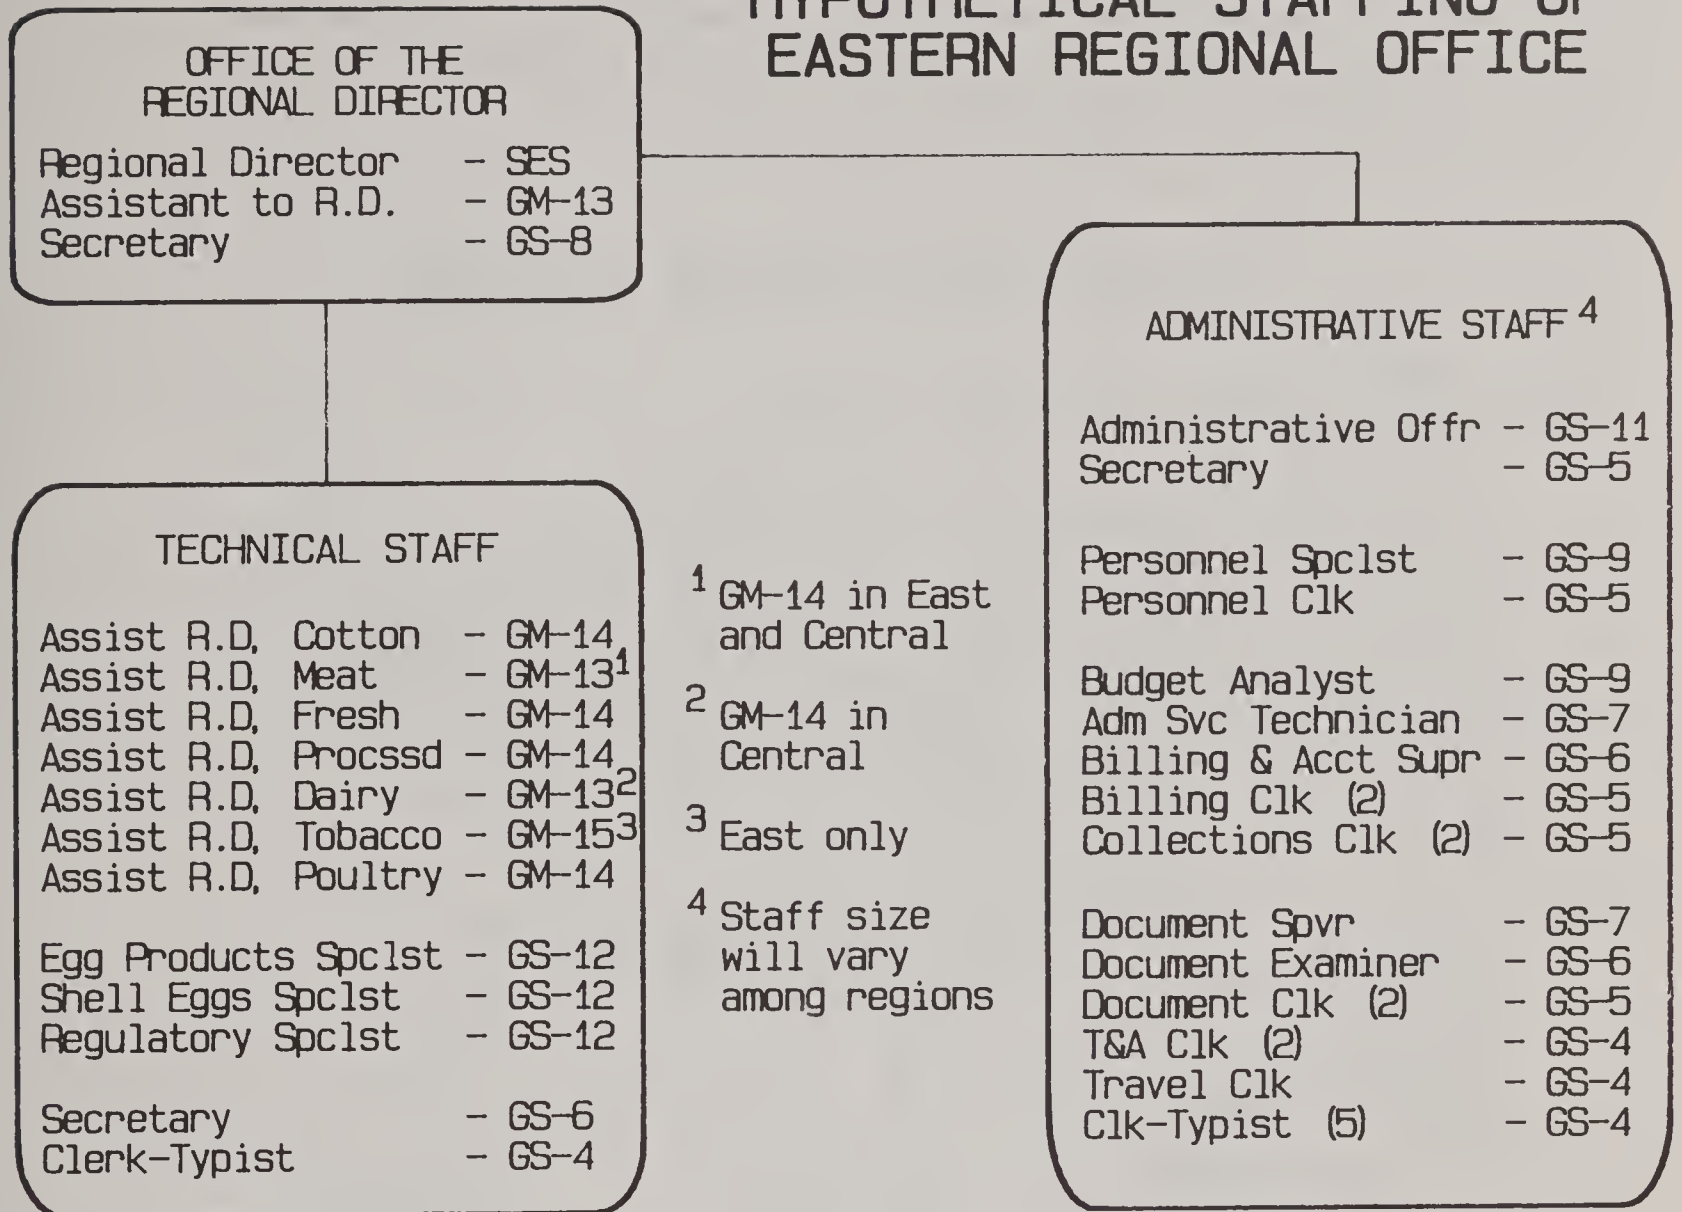 HYPOTHETICAL STAFFING OF
EASTERN REGIONAL OFFICE
OFFICE OF THE
REGIONAL DIRECTOR
Regional Director - SES
Assistant to R.D. - GM-13
Secretary - GS-8
TECHNICAL STAFF
Assist R.D, Cotton - GM-14
Assist R.D, Meat - GM-13¹
Assist R.D, Fresh - GM-14
Assist R.D, Procssd - GM-14
Assist R.D, Dairy - GM-13²
Assist R.D, Tobacco - GM-15³
Assist R.D, Poultry - GM-14
Egg Products Spclst - GS-12
Shell Eggs Spclst - GS-12
Regulatory Spclst - GS-12
Secretary - GS-6
Clerk-Typist - GS-4
¹ GM-14 in East
and Central
² GM-14 in
Central
³ East only
⁴ Staff size
will vary
among regions
ADMINISTRATIVE STAFF⁴
Administrative Offr - GS-11
Secretary - GS-5
Personnel Spclst - GS-9
Personnel Clk - GS-5
Budget Analyst - GS-9
Adm Svc Technician - GS-7
Billing & Acct Supr - GS-6
Billing Clk (2) - GS-5
Collections Clk (2) - GS-5
Document Spvr - GS-7
Document Examiner - GS-6
Document Clk (2) - GS-5
T&A Clk (2) - GS-4
Travel Clk - GS-4
Clk-Typist (5) - GS-4